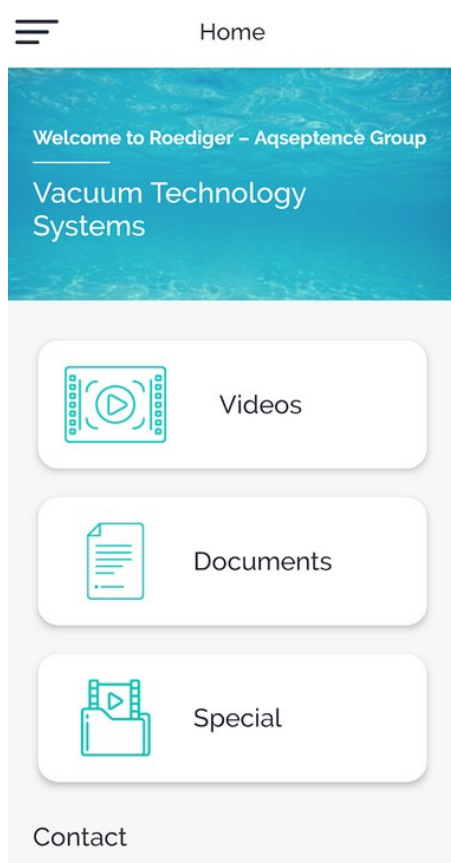 Home
Welcome to Roediger – Aqseptence Group
Vacuum Technology
Systems
Videos
Documents
Special
Contact